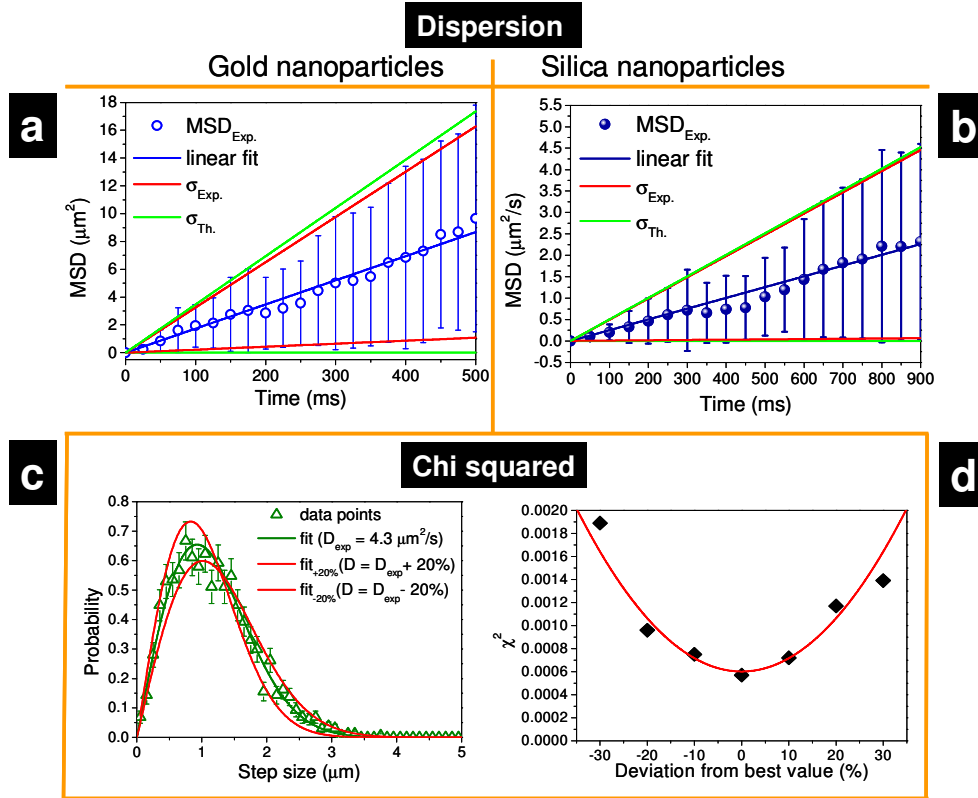 Dispersion
Gold nanoparticles
Silica nanoparticles
a
18
16
14
12
10
8
6
4
2
0
MSD (μm²)
MSD_Exp.
linear fit
σ_Exp.
σ_Th.
0 100 200 300 400 500
Time (ms)
b
5.5
5.0
4.5
4.0
3.5
3.0
2.5
2.0
1.5
1.0
0.5
0.0
-0.5
MSD (μm²/s)
MSD_Exp.
linear fit
σ_Exp.
σ_Th.
0 100 200 300 400 500 600 700 800 900
Time (ms)
Chi squared
c
0.8
0.7
0.6
0.5
0.4
0.3
0.2
0.1
0.0
Probability
data points
fit (D_exp = 4.3 μm²/s)
fit_+20%(D = D_exp + 20%)
fit_-20%(D = D_exp - 20%)
0 1 2 3 4 5
Step size (μm)
d
0.0020
0.0018
0.0016
0.0014
0.0012
0.0010
0.0008
0.0006
0.0004
0.0002
0.0000
χ²
-30 -20 -10 0 10 20 30
Deviation from best value (%)